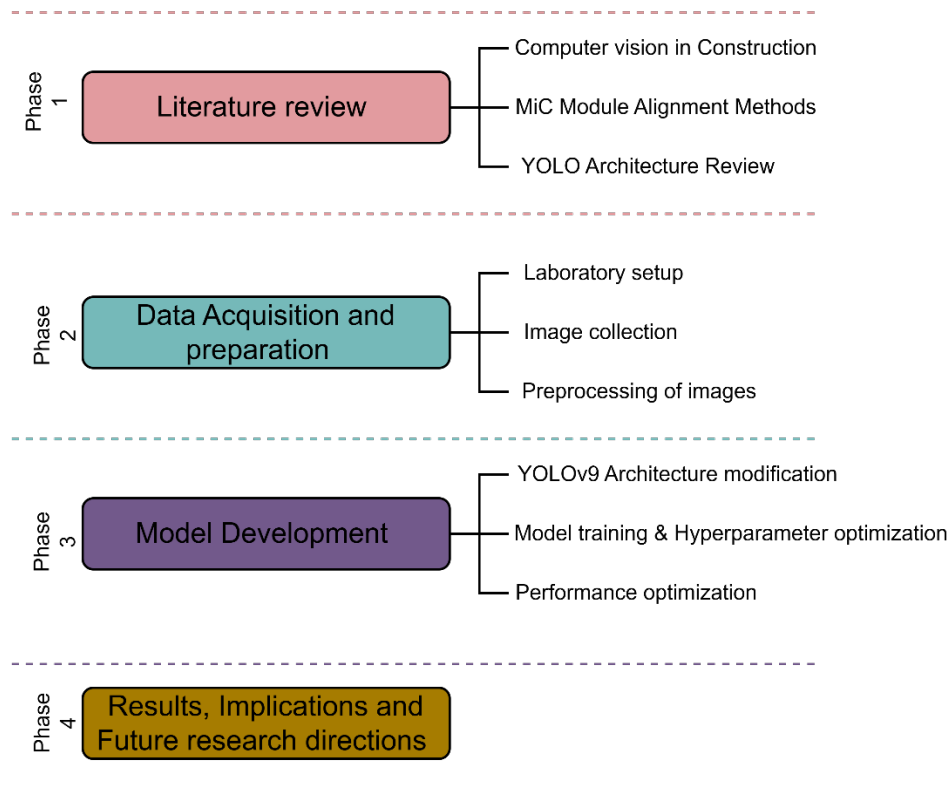 Phase
1
Literature review
Computer vision in Construction
MiC Module Alignment Methods
YOLO Architecture Review
Phase
2
Data Acquisition and
preparation
Laboratory setup
Image collection
Preprocessing of images
Phase
3
Model Development
YOLOv9 Architecture modification
Model training & Hyperparameter optimization
Performance optimization
Phase
4
Results, Implications and
Future research directions